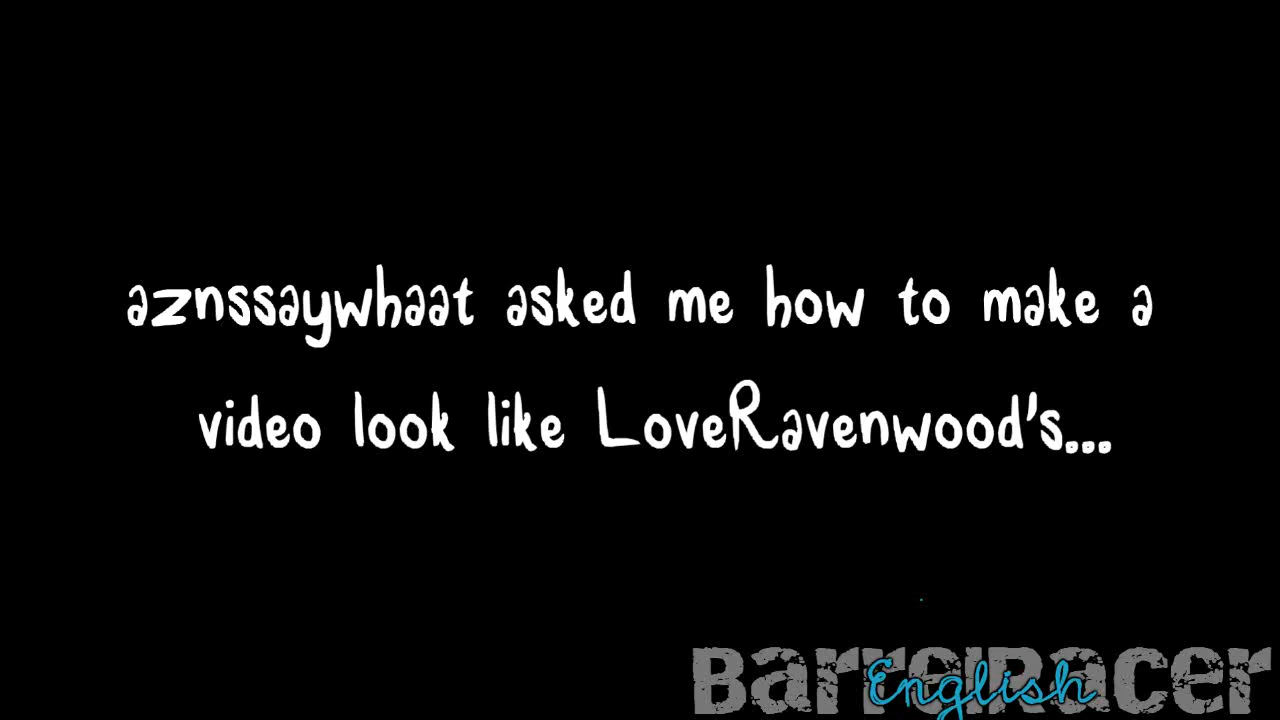 aznssaywhaat asked me how to make a
video look like LoveRavenwood's...
BarrelRacer
English